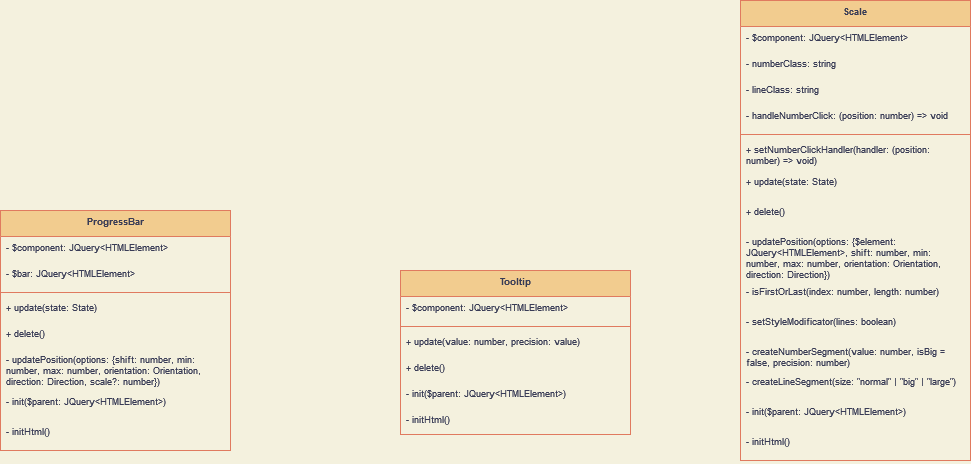 ProgressBar
- $component: JQuery<HTMLElement>
- $bar: JQuery<HTMLElement>
+ update(state: State)
+ delete()
- updatePosition(options: {shift: number, min:
number, max: number, orientation: Orientation,
direction: Direction, scale?: number})
- init($parent: JQuery<HTMLElement>)
- initHtml()
Tooltip
- $component: JQuery<HTMLElement>
+ update(value: number, precision: value)
+ delete()
- init($parent: JQuery<HTMLElement>)
- initHtml()
Scale
- $component: JQuery<HTMLElement>
- numberClass: string
- lineClass: string
- handleNumberClick: (position: number) => void
+ setNumberClickHandler(handler: (position:
number) => void)
+ update(state: State)
+ delete()
- updatePosition(options: {$element:
JQuery<HTMLElement>, shift: number, min:
number, max: number, orientation: Orientation,
direction: Direction})
- isFirstOrLast(index: number, length: number)
- setStyleModificator(lines: boolean)
- createNumberSegment(value: number, isBig =
false, precision: number)
- createLineSegment(size: "normal" | "big" | "large")
- init($parent: JQuery<HTMLElement>)
- initHtml()